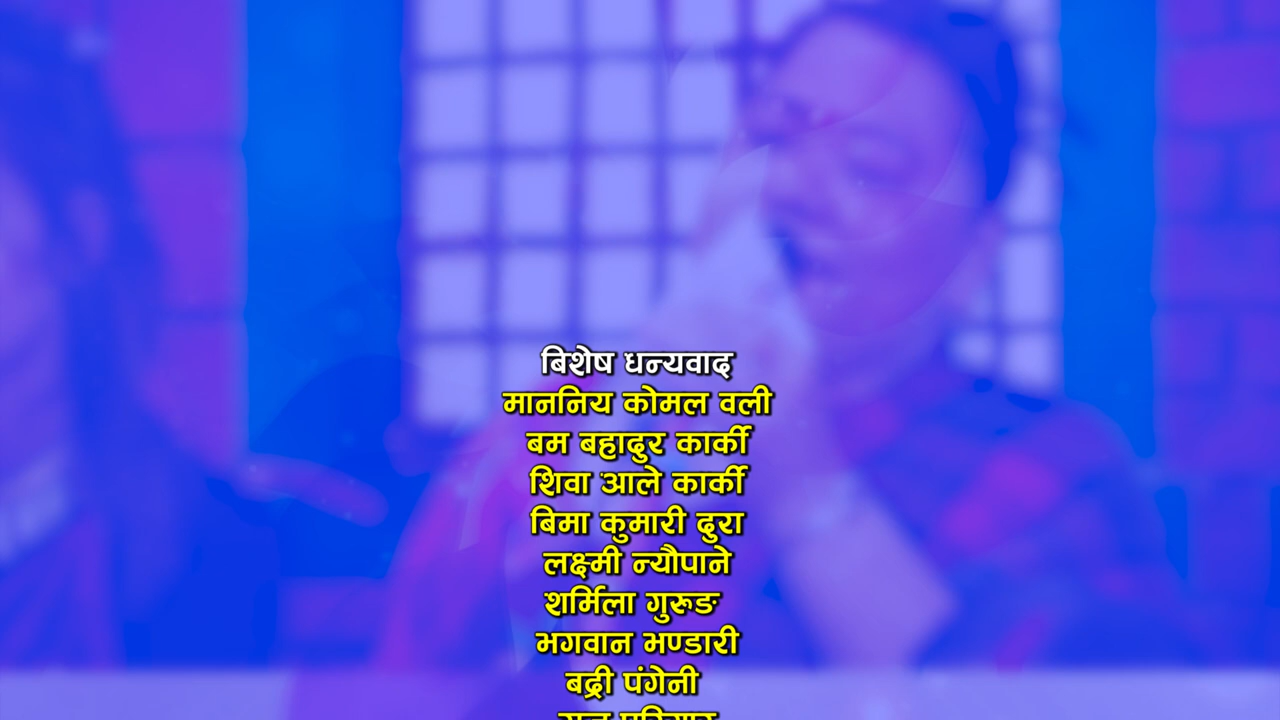 बिशेष धन्यवाद
माननिय कोमल वली
बम बहादुर कार्की
शिवा आले कार्की
बिमा कुमारी दुरा
लक्ष्मी न्यौपाने
शर्मिला गुरूङ
भगवान भण्डारी
बद्री पंगेनी